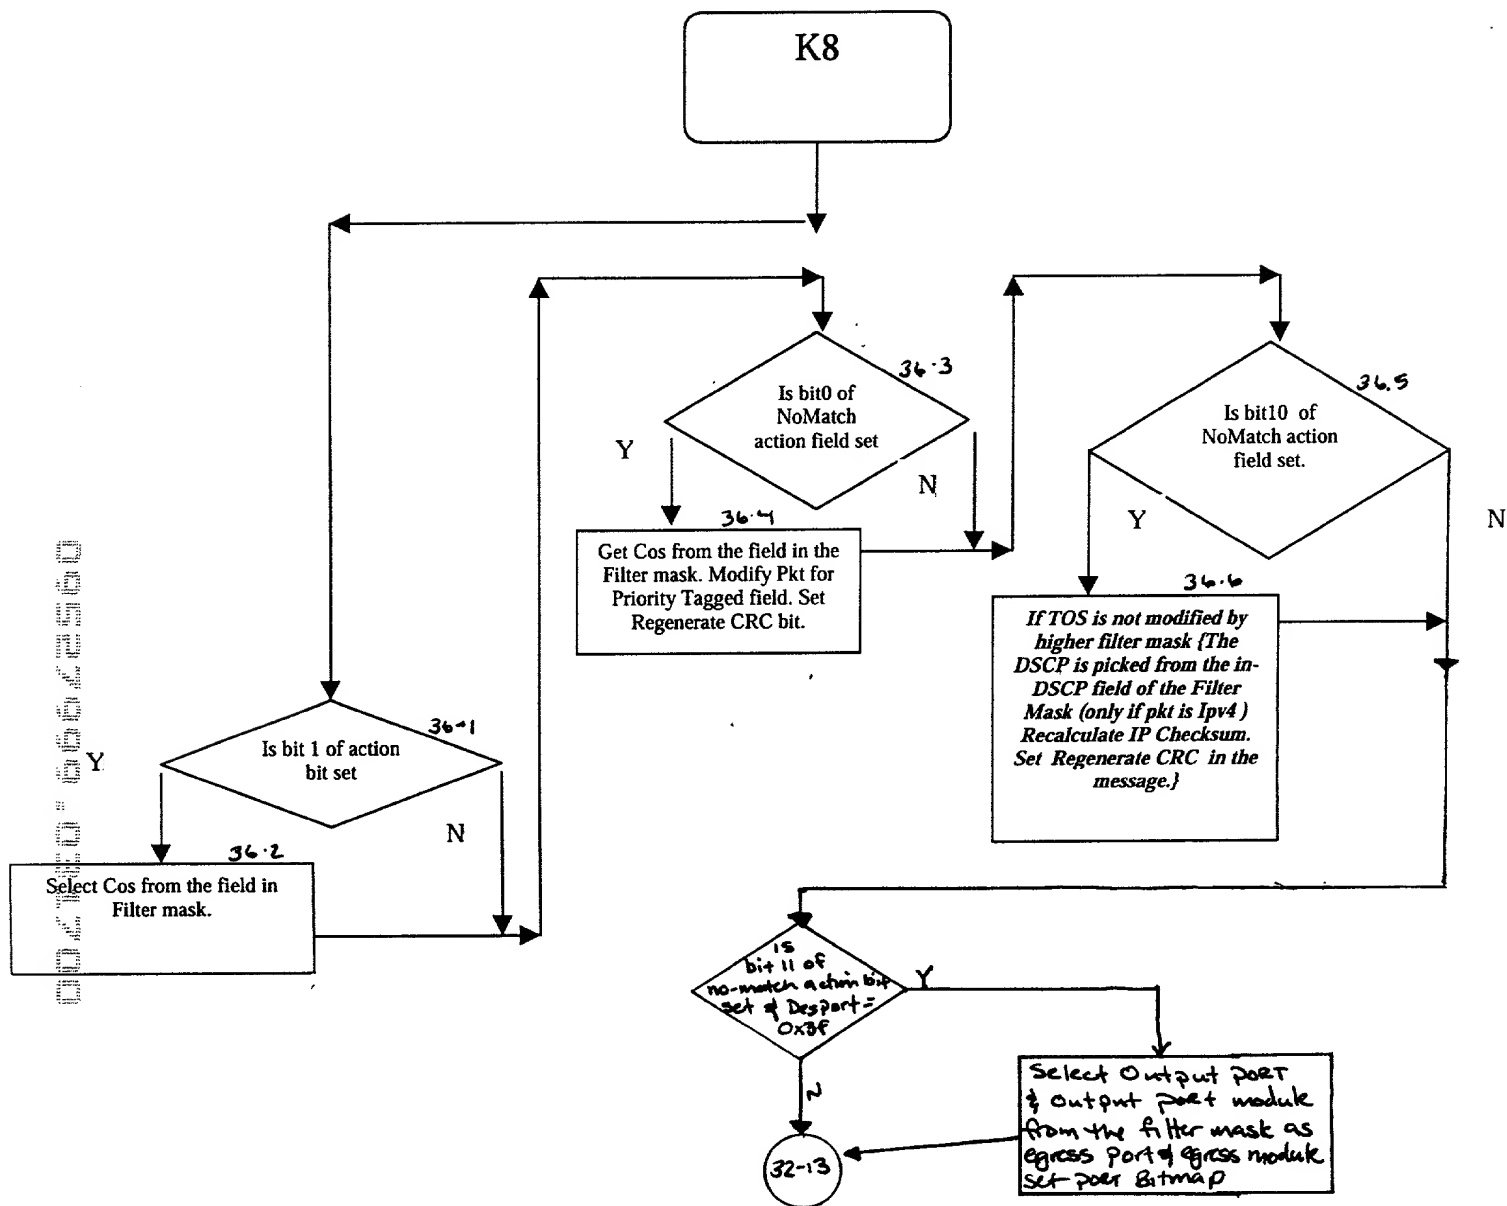 K8
36-1
Is bit 1 of action
bit set
Y
N
36-2
Select Cos from the field in
Filter mask.
36-3
Is bit0 of
NoMatch
action field set
Y
N
36-4
Get Cos from the field in the
Filter mask. Modify Pkt for
Priority Tagged field. Set
Regenerate CRC bit.
36.5
Is bit10 of
NoMatch action
field set.
Y
N
36-6
If TOS is not modified by
higher filter mask {The
DSCP is picked from the in-
DSCP field of the Filter
Mask (only if pkt is Ipv4 )
Recalculate IP Checksum.
Set Regenerate CRC in the
message.}
is
bit 11 of
no-match action bit
set & Desport =
0x3f
Y
N
Select Output PORT
& Output port module
from the filter mask as
egress port & egress module
set port Bitmap
32-13